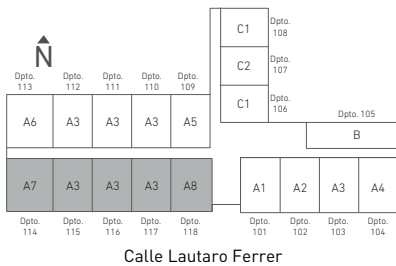 C1
Dpto.
108
C2
Dpto.
107
C1
Dpto.
106
N
Dpto.
113
Dpto.
112
Dpto.
111
Dpto.
110
Dpto.
109
A6
A3
A3
A3
A5
Dpto. 105
B
A7
A3
A3
A3
A8
A1
A2
A3
A4
Dpto.
114
Dpto.
115
Dpto.
116
Dpto.
117
Dpto.
118
Dpto.
101
Dpto.
102
Dpto.
103
Dpto.
104
Calle Lautaro Ferrer